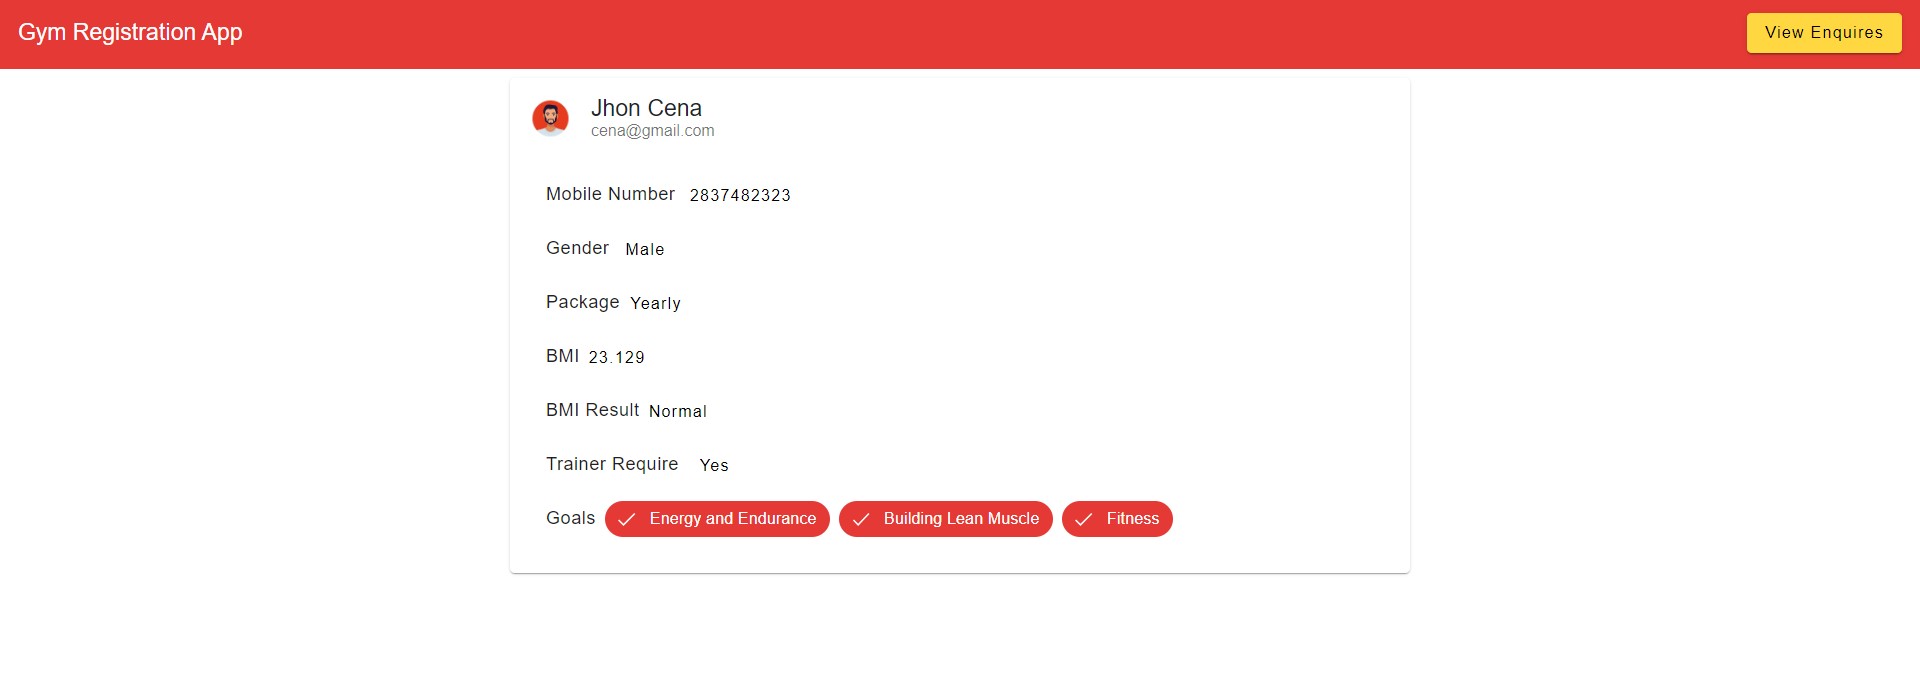 Gym Registration App View Enquires
Jhon Cena
cena@gmail.com
Mobile Number 2837482323
Gender Male
Package Yearly
BMI 23.129
BMI Result Normal
Trainer Require Yes
Goals Energy and Endurance Building Lean Muscle Fitness